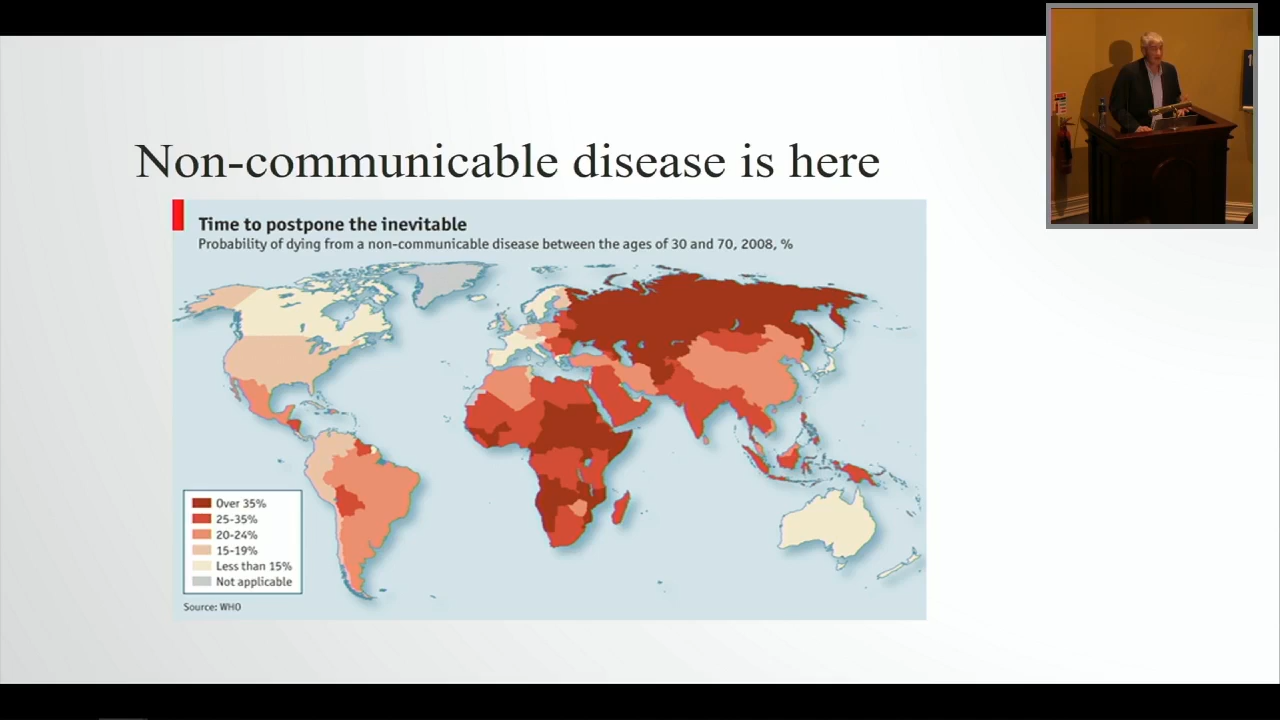 Non-communicable disease is here
Time to postpone the inevitable
Probability of dying from a non-communicable disease between the ages of 30 and 70, 2008, %
Over 35%
25-35%
20-24%
15-19%
Less than 15%
Not applicable
Source: WHO